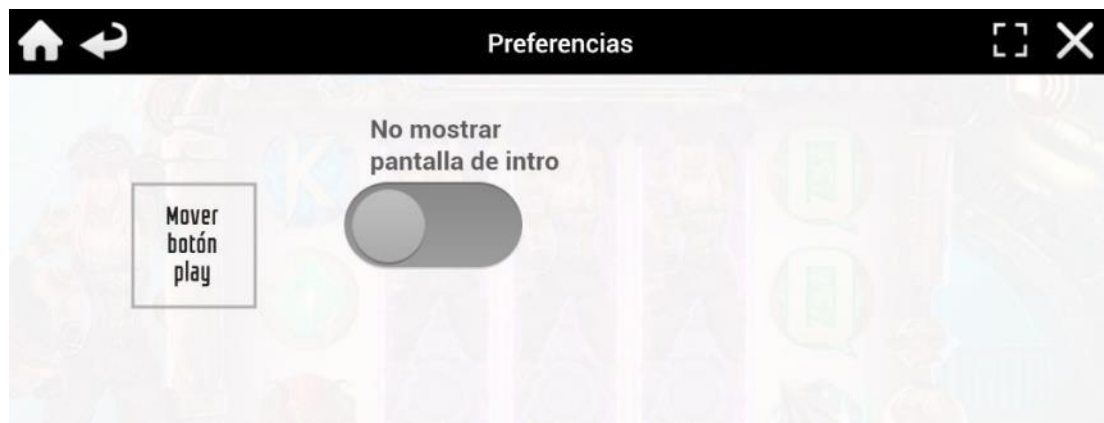 Preferencias
No mostrar
pantalla de intro
Mover
botón
play
K